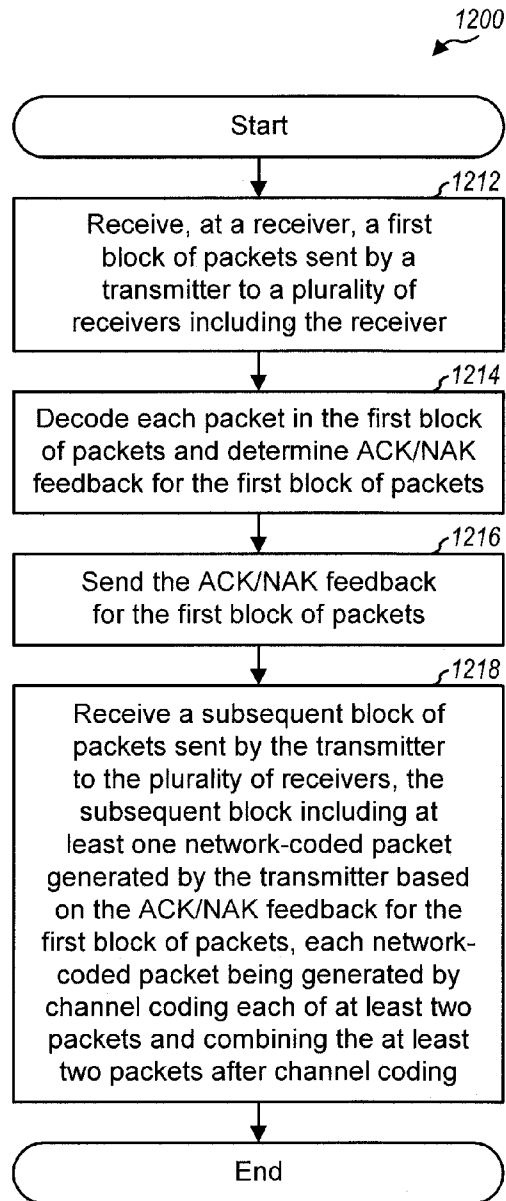 1200
Start
1212
Receive, at a receiver, a first
block of packets sent by a
transmitter to a plurality of
receivers including the receiver
1214
Decode each packet in the first block
of packets and determine ACK/NAK
feedback for the first block of packets
1216
Send the ACK/NAK feedback
for the first block of packets
1218
Receive a subsequent block of
packets sent by the transmitter
to the plurality of receivers, the
subsequent block including at
least one network-coded packet
generated by the transmitter based
on the ACK/NAK feedback for the
first block of packets, each network-
coded packet being generated by
channel coding each of at least two
packets and combining the at least
two packets after channel coding
End